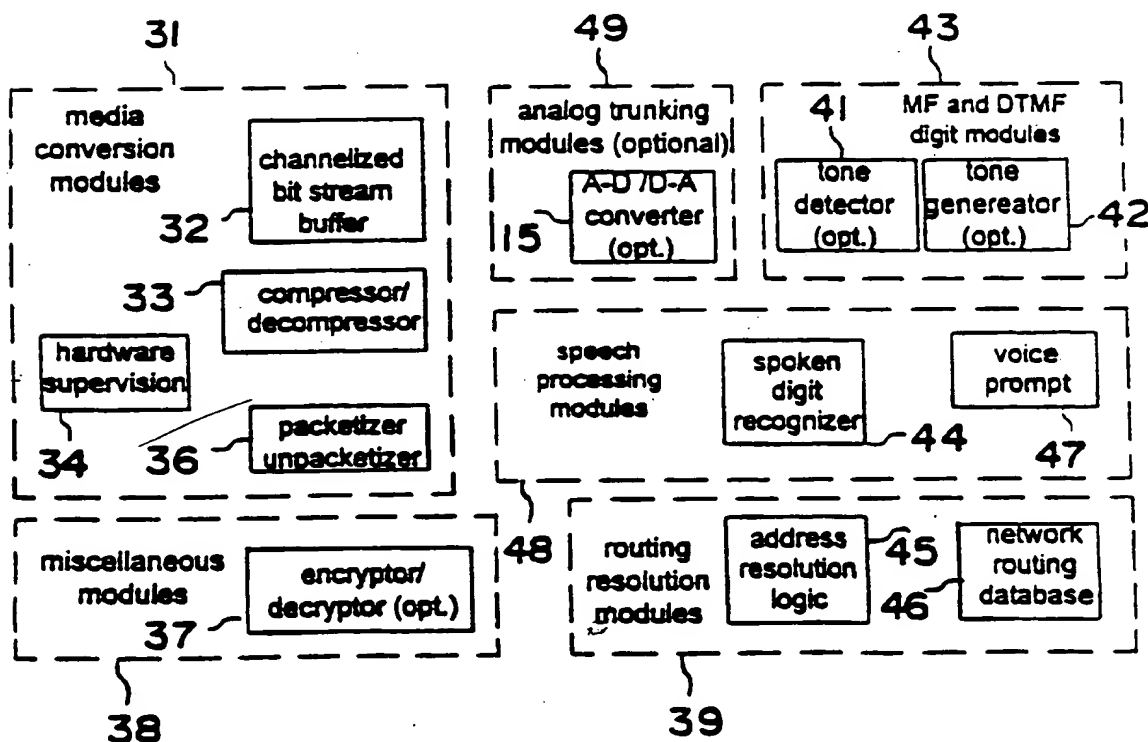 31
media
conversion
modules
channelized
bit stream
buffer
32
33
compressor/
decompressor
hardware
supervision
34
36
packetizer
unpacketizer
49
analog trunking
modules (optional)
A-D /D-A
converter
(opt.)
15
43
MF and DTMF
digit modules
41
tone
detector
(opt.)
tone
genereator
(opt.)
42
speech
processing
modules
spoken
digit
recognizer
44
voice
prompt
47
48
miscellaneous
modules
encryptor/
decryptor (opt.)
37
38
routing
resolution
modules
address
resolution
logic
45
network
routing
database
46
39